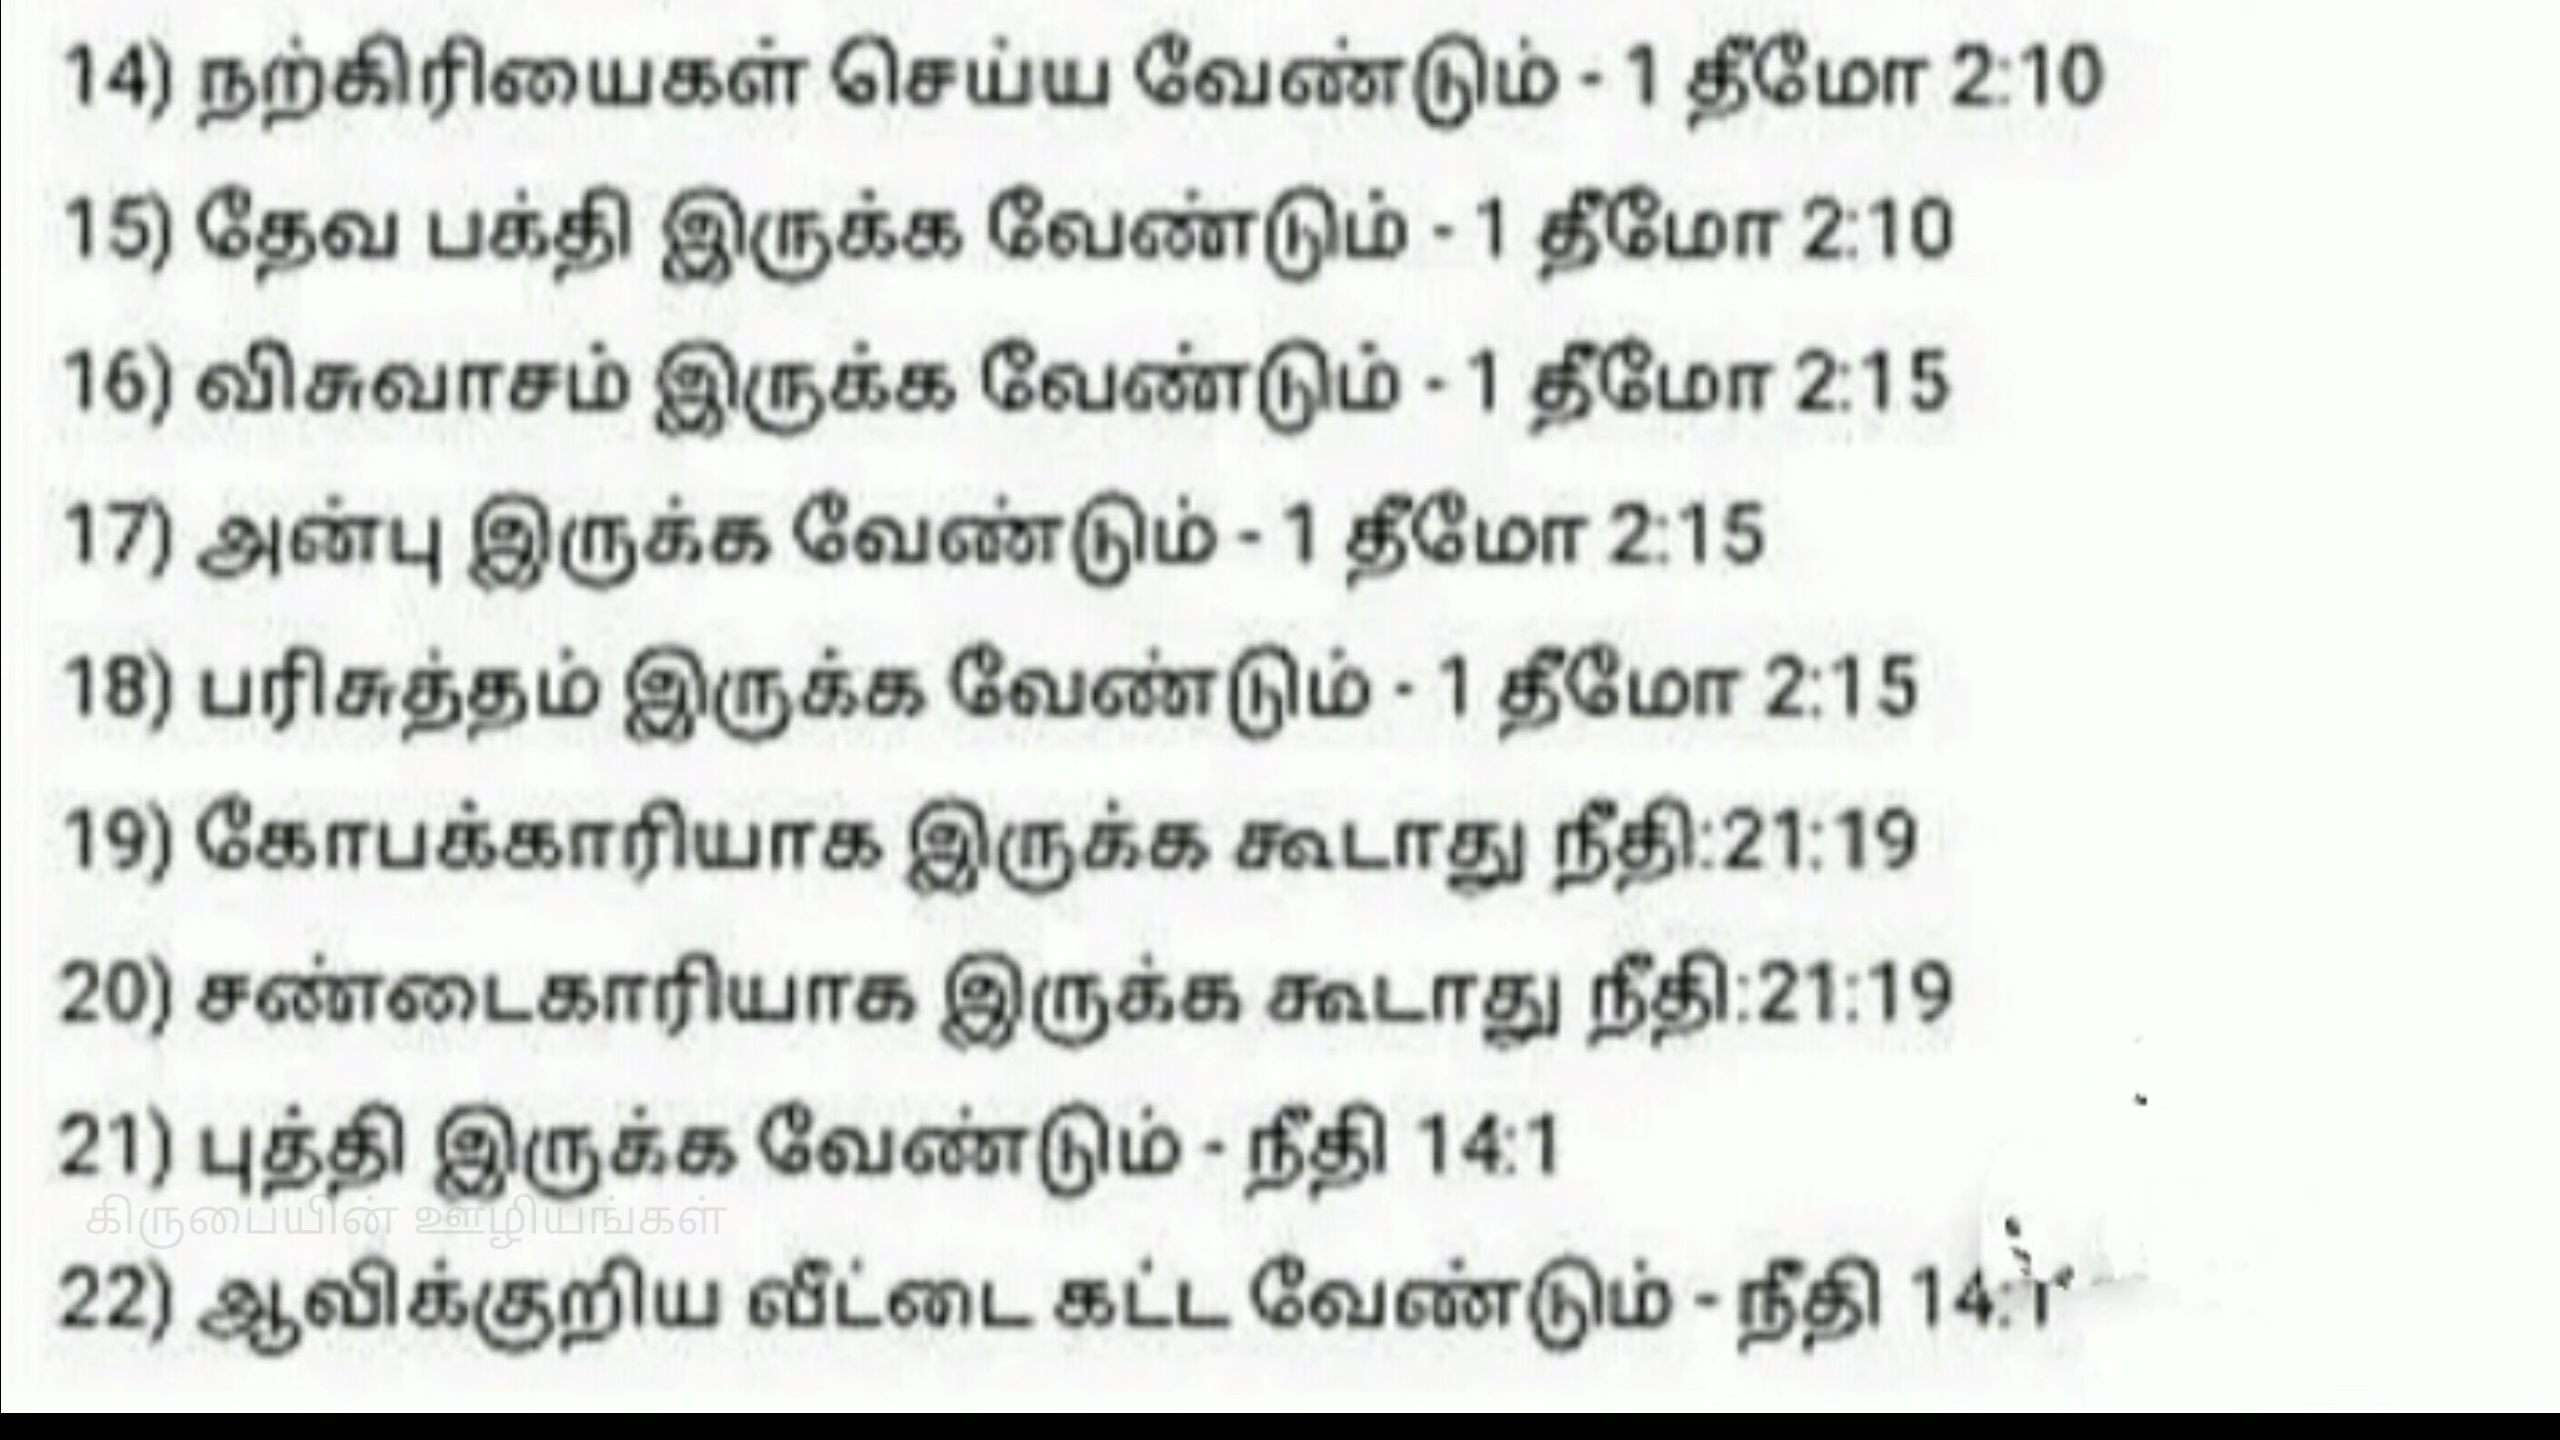 14) நற்கிரியைகள் செய்ய வேண்டும் - 1 தீமோ 2:10
15) தேவ பக்தி இருக்க வேண்டும் - 1 தீமோ 2:10
16) விசுவாசம் இருக்க வேண்டும் - 1 தீமோ 2:15
17) அன்பு இருக்க வேண்டும் - 1 தீமோ 2:15
18) பரிசுத்தம் இருக்க வேண்டும் - 1 தீமோ 2:15
19) கோபக்காரியாக இருக்க கூடாது நீதி:21:19
20) சண்டைகாரியாக இருக்க கூடாது நீதி:21:19
21) புத்தி இருக்க வேண்டும் - நீதி 14:1
கிருபையின் ஊழியங்கள்
22) ஆவிக்குறிய வீட்டை கட்ட வேண்டும் - நீதி 14:1